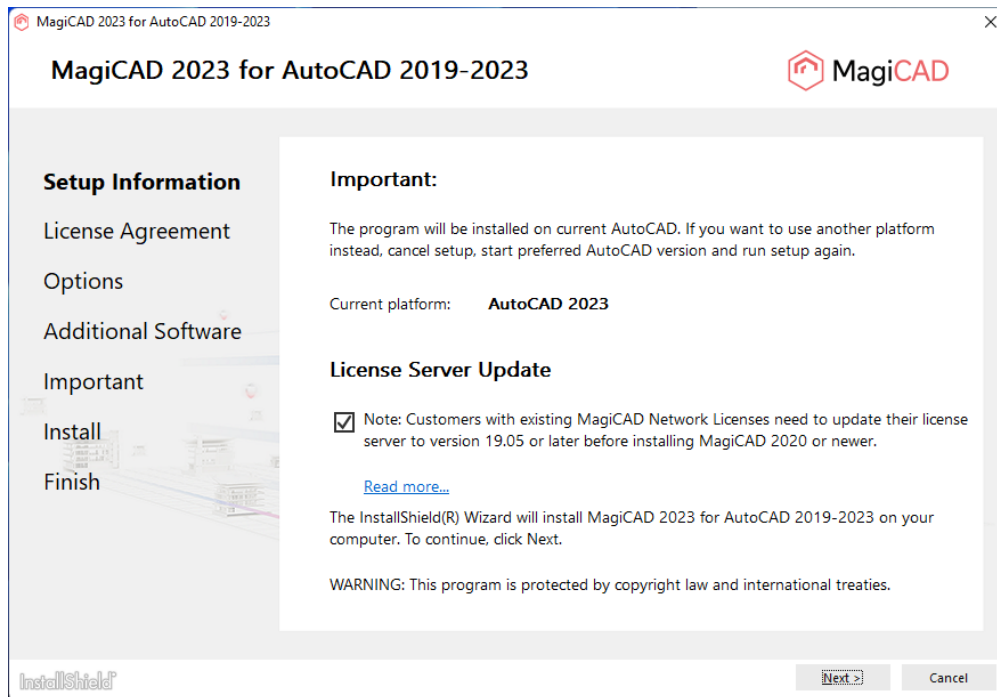 MagiCAD 2023 for AutoCAD 2019-2023
MagiCAD 2023 for AutoCAD 2019-2023
MagiCAD
Setup Information
License Agreement
Options
Additional Software
Important
Install
Finish
Important:
The program will be installed on current AutoCAD. If you want to use another platform
instead, cancel setup, start preferred AutoCAD version and run setup again.
Current platform: AutoCAD 2023
License Server Update
Note: Customers with existing MagiCAD Network Licenses need to update their license
server to version 19.05 or later before installing MagiCAD 2020 or newer.
Read more...
The InstallShield(R) Wizard will install MagiCAD 2023 for AutoCAD 2019-2023 on your
computer. To continue, click Next.
WARNING: This program is protected by copyright law and international treaties.
InstallShield
Next >
Cancel